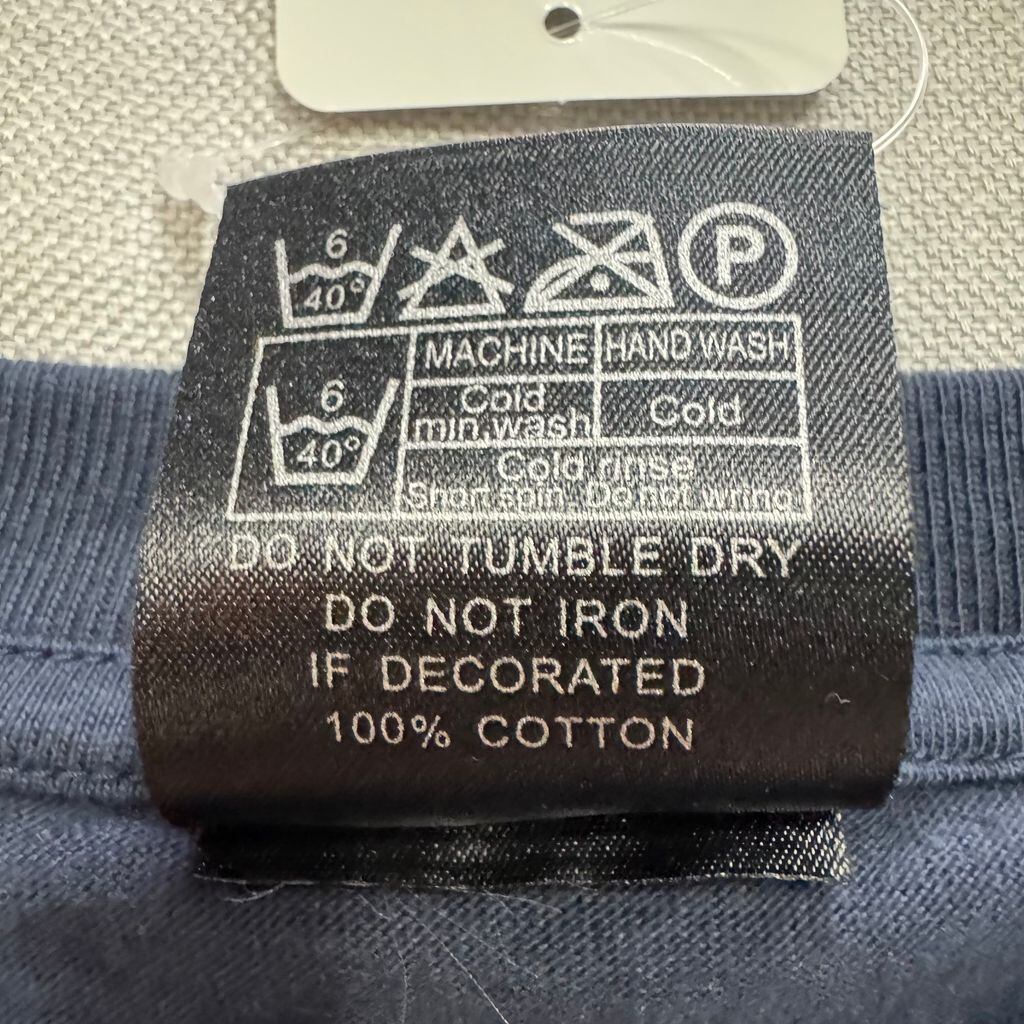 6
40°
P
6
40°
MACHINE
HAND WASH
Cold
min.wash
Cold
Cold rinse
Short spin. Do not wring
DO NOT TUMBLE DRY
DO NOT IRON
IF DECORATED
100% COTTON